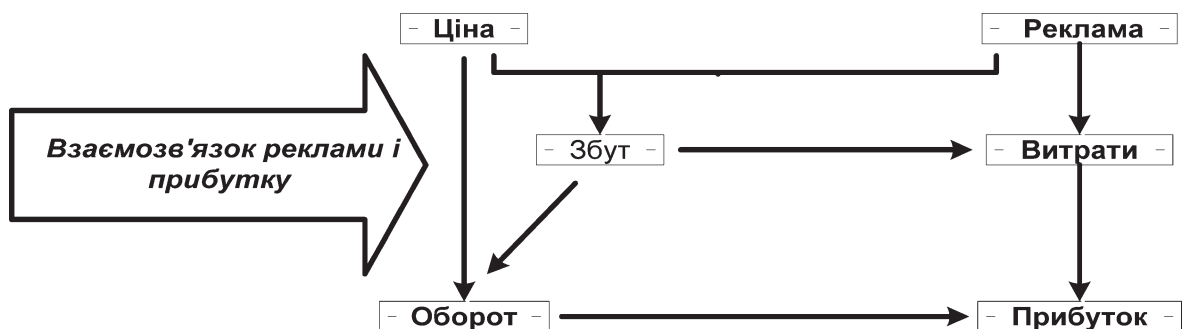 - Ціна -
- Реклама -
Взаємозв'язок реклами і
прибутку
- Збут -
- Витрати -
- Оборот -
- Прибуток -